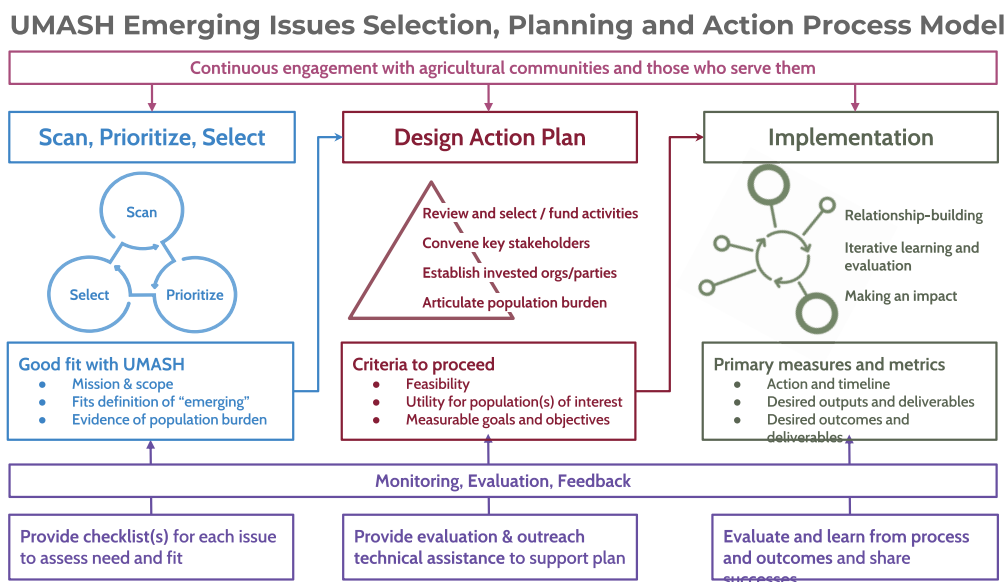 UMASH Emerging Issues Selection, Planning and Action Process Model
Continuous engagement with agricultural communities and those who serve them
Scan, Prioritize, Select
Scan
Select
Prioritize
Good fit with UMASH
● Mission & scope
● Fits definition of “emerging”
● Evidence of population burden
Design Action Plan
Review and select / fund activities
Convene key stakeholders
Establish invested orgs/parties
Articulate population burden
Criteria to proceed
● Feasibility
● Utility for population(s) of interest
● Measurable goals and objectives
Implementation
Relationship-building
Iterative learning and
evaluation
Making an impact
Primary measures and metrics
● Action and timeline
● Desired outputs and deliverables
● Desired outcomes and
deliverables
Monitoring, Evaluation, Feedback
Provide checklist(s) for each issue
to assess need and fit
Provide evaluation & outreach
technical assistance to support plan
Evaluate and learn from process
and outcomes and share
successes